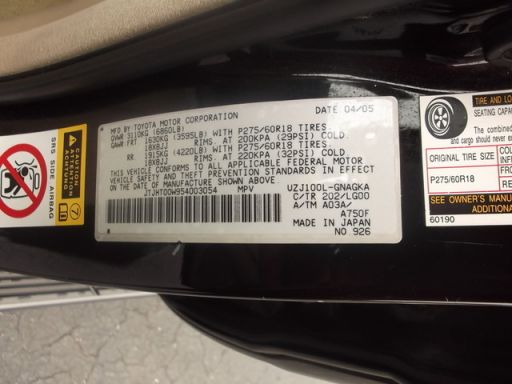 MFD BY TOYOTA MOTOR CORPORATION DATE 04/05
GVWR 3110KG (6860LB)
GAWR FRT 1630KG (3595LB) WITH P275/60R18 TIRES,
18X8JJ RIMS, AT 200KPA (29PSI) COLD.
RR. 1915KG (4220LB) WITH P275/60R18 TIRES,
18X8JJ RIMS, AT 220KPA (32PSI) COLD.
THIS VEHICLE CONFORMS TO ALL APPLICABLE FEDERAL MOTOR
VEHICLE SAFETY AND THEFT PREVENTION STANDARDS IN EFFECT
ON THE DATE OF MANUFACTURE SHOWN ABOVE.
JTJHT00W954003054 MPV
UZJ100L-GNAGKA
C/TR 202/LG00
A/TM A03A/
A750F
MADE IN JAPAN
NO 926
SRS SIDE AIRBAG
ATTENTION
ACHTUNG
TIRE AND LO
SEATING CAPACITY
The combined
and cargo should never
ORIGINAL TIRE SIZE
P275/60R18
SEE OWNER'S MANU
ADDITIONA
60190